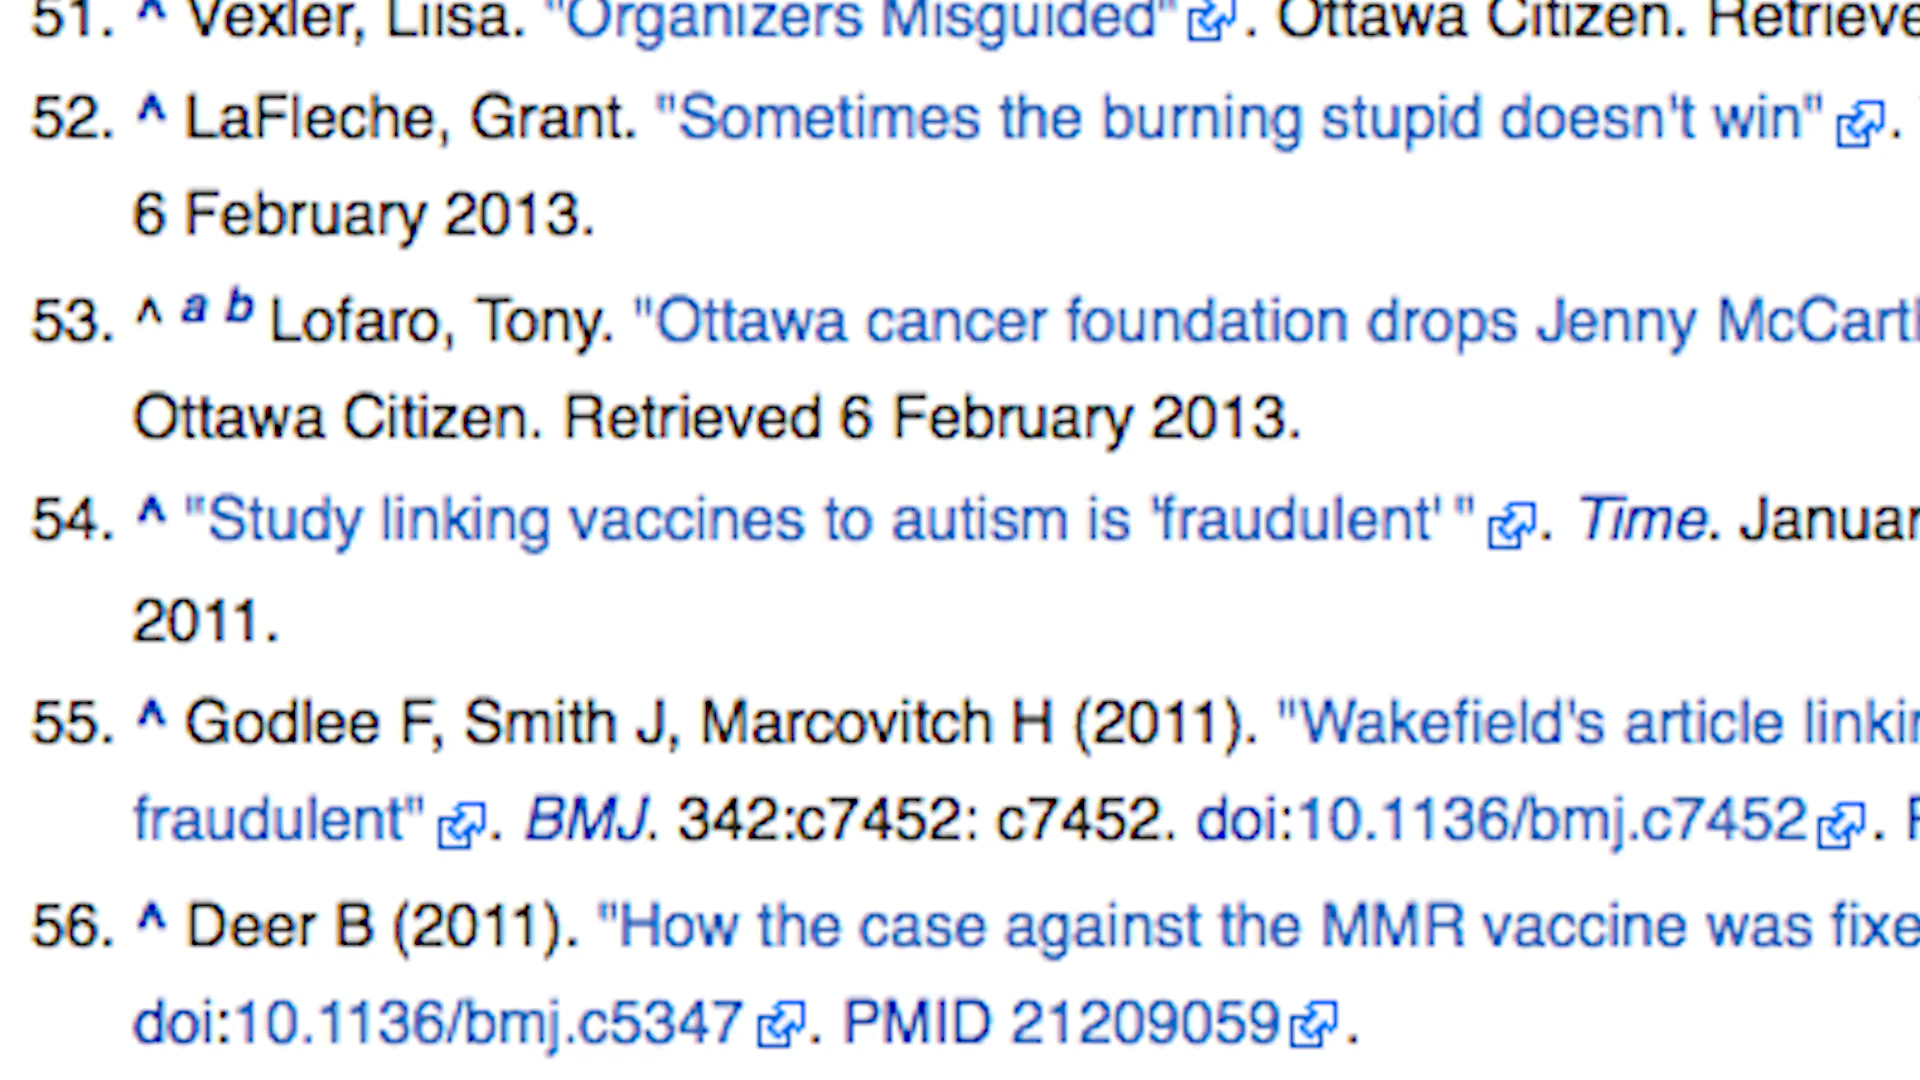 51. ^ Vexler, Liisa. "Organizers Misguided". Ottawa Citizen. Retrieve
52. ^ LaFleche, Grant. "Sometimes the burning stupid doesn't win".
6 February 2013.
53. ^ a b Lofaro, Tony. "Ottawa cancer foundation drops Jenny McCart
Ottawa Citizen. Retrieved 6 February 2013.
54. ^ "Study linking vaccines to autism is 'fraudulent' ". Time. Januar
2011.
55. ^ Godlee F, Smith J, Marcovitch H (2011). "Wakefield's article linkin
fraudulent". BMJ. 342:c7452: c7452. doi:10.1136/bmj.c7452.
56. ^ Deer B (2011). "How the case against the MMR vaccine was fixe
doi:10.1136/bmj.c5347. PMID 21209059.